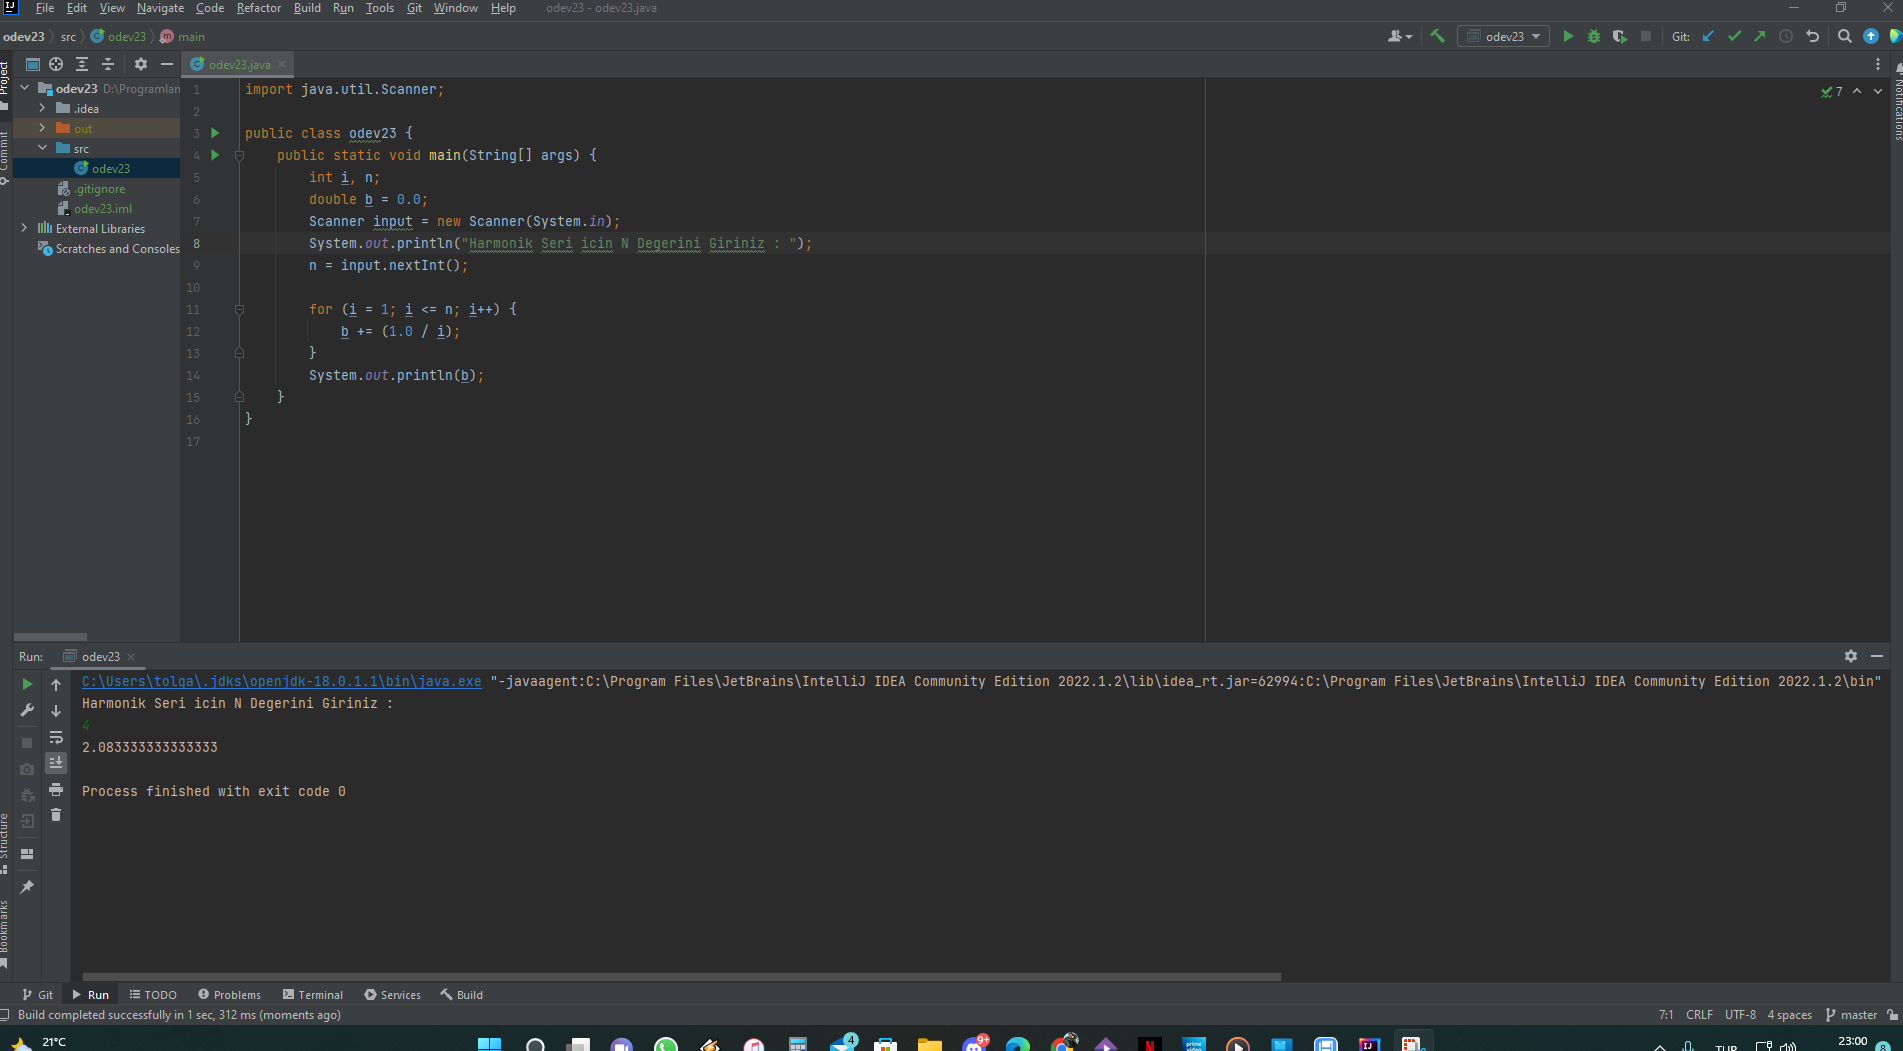 File Edit View Navigate Code Refactor Build Run Tools Git Window Help odev23 - odev23.java
odev23 src odev23 main
odev23 Git:
Project
odev23 D:\Programlan
.idea
out
src
odev23
.gitignore
odev23.iml
External Libraries
Scratches and Consoles
Commit
odev23.java
7
Notifications
1 import java.util.Scanner;
2
3 public class odev23 {
4 public static void main(String[] args) {
5 int i, n;
6 double b = 0.0;
7 Scanner input = new Scanner(System.in);
8 System.out.println("Harmonik Seri icin N Degerini Giriniz : ");
9 n = input.nextInt();
10
11 for (i = 1; i <= n; i++) {
12 b += (1.0 / i);
13 }
14 System.out.println(b);
15 }
16 }
17
Run: odev23
C:\Users\tolga\.jdks\openjdk-18.0.1.1\bin\java.exe "-javaagent:C:\Program Files\JetBrains\IntelliJ IDEA Community Edition 2022.1.2\lib\idea_rt.jar=62994:C:\Program Files\JetBrains\IntelliJ IDEA Community Edition 2022.1.2\bin"
Harmonik Seri icin N Degerini Giriniz :
4
2.083333333333333
Process finished with exit code 0
Structure
Bookmarks
Git Run TODO Problems Terminal Services Build
Build completed successfully in 1 sec, 312 ms (moments ago) 7:1 CRLF UTF-8 4 spaces master
21°C 4 9+ TUR 23:00 8